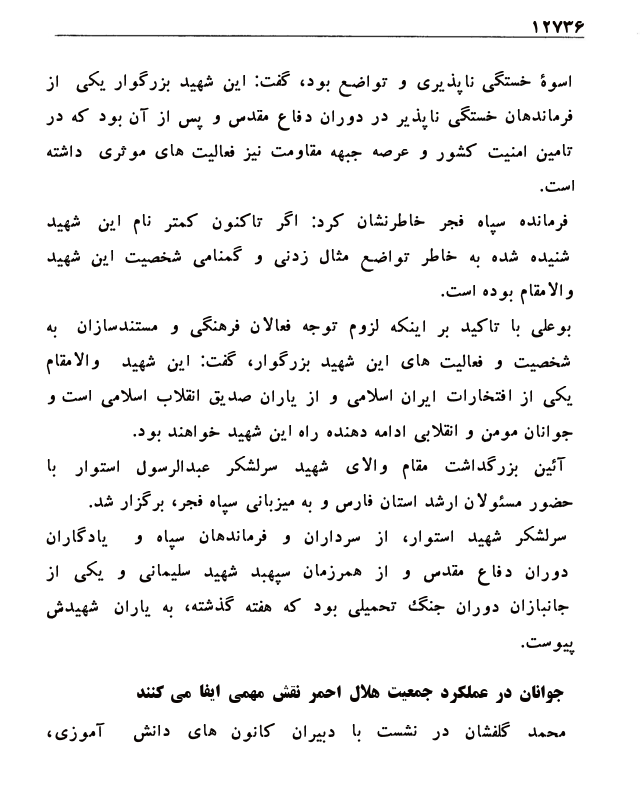 ۱۲۷۳۶
اسوۀ خستگی ناپذیری و تواضع بود، گفت: این شهید بزرگوار یکی از
فرماندهان خستگی ناپذیر در دوران دفاع مقدس و پس از آن بود که در
تامین امنیت کشور و عرصه جبهه مقاومت نیز فعالیت های موثری داشته
است.
فرمانده سپاه فجر خاطرنشان کرد: اگر تاکنون کمتر نام این شهید
شنیده شده به خاطر تواضع مثال زدنی و گمنامی شخصیت این شهید
والامقام بوده است.
بوعلی با تاکید بر اینکه لزوم توجه فعالان فرهنگی و مستندسازان به
شخصیت و فعالیت های این شهید بزرگوار، گفت: این شهید والامقام
یکی از افتخارات ایران اسلامی و از یاران صدیق انقلاب اسلامی است و
جوانان مومن و انقلابی ادامه دهنده راه این شهید خواهند بود.
آئین بزرگداشت مقام والای شهید سرلشکر عبدالرسول استوار با
حضور مسئولان ارشد استان فارس و به میزبانی سپاه فجر، برگزار شد.
سرلشکر شهید استوار، از سرداران و فرماندهان سپاه و یادگاران
دوران دفاع مقدس و از همرزمان سپهبد شهید سلیمانی و یکی از
جانبازان دوران جنگ تحمیلی بود که هفته گذشته، به یاران شهیدش
پیوست.
جوانان در عملکرد جمعیت هلال احمر نقش مهمی ایفا می کنند
محمد گلفشان در نشست با دبیران کانون های دانش آموزی،